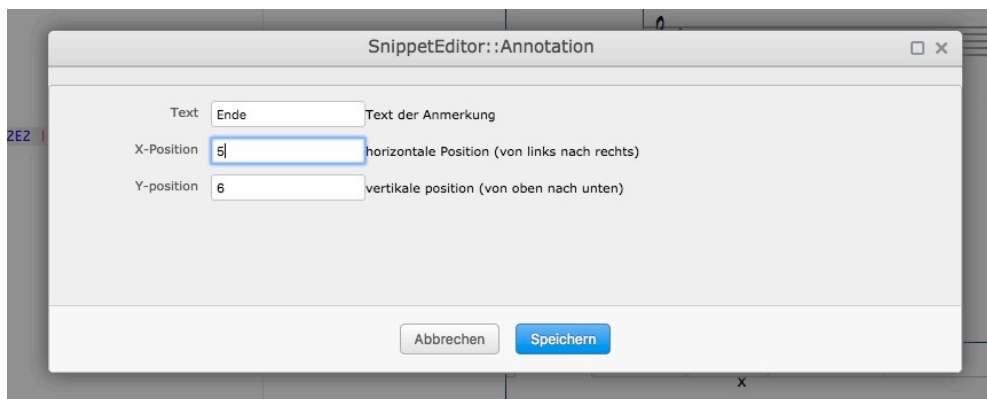 SnippetEditor::Annotation
Text Ende Text der Anmerkung
2E2 |
X-Position 5 horizontale Position (von links nach rechts)
Y-position 6 vertikale position (von oben nach unten)
Abbrechen Speichern
x